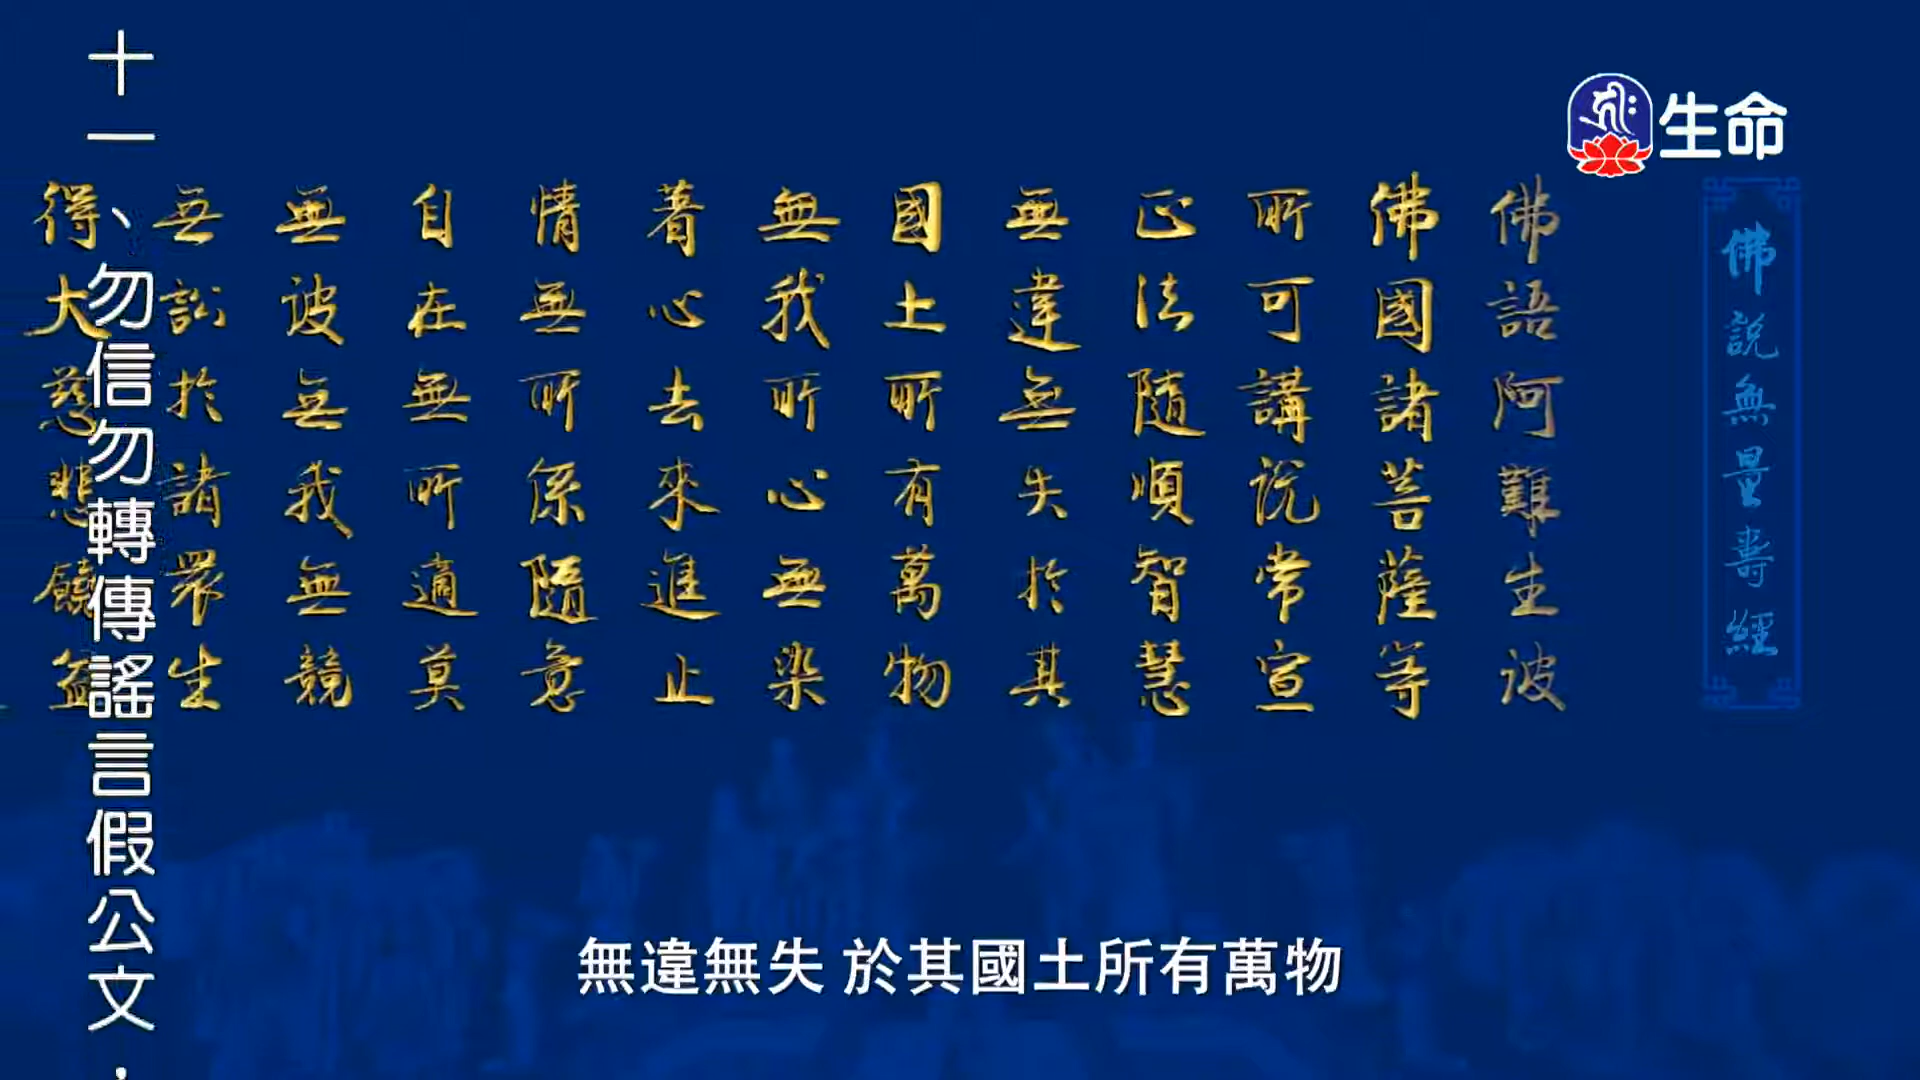 生命
佛說無量壽經
佛語阿難生彼
佛國諸菩薩等
所可講說常宣
正法隨順智慧
無違無失於其
國土所有萬物
無我所心無染
著心去來進止
情無所係隨意
自在無所適莫
無彼無我無競
無訟於諸眾生
得大慈悲饒益
十一、勿信勿轉傳謠言假公文．
無違無失 於其國土所有萬物